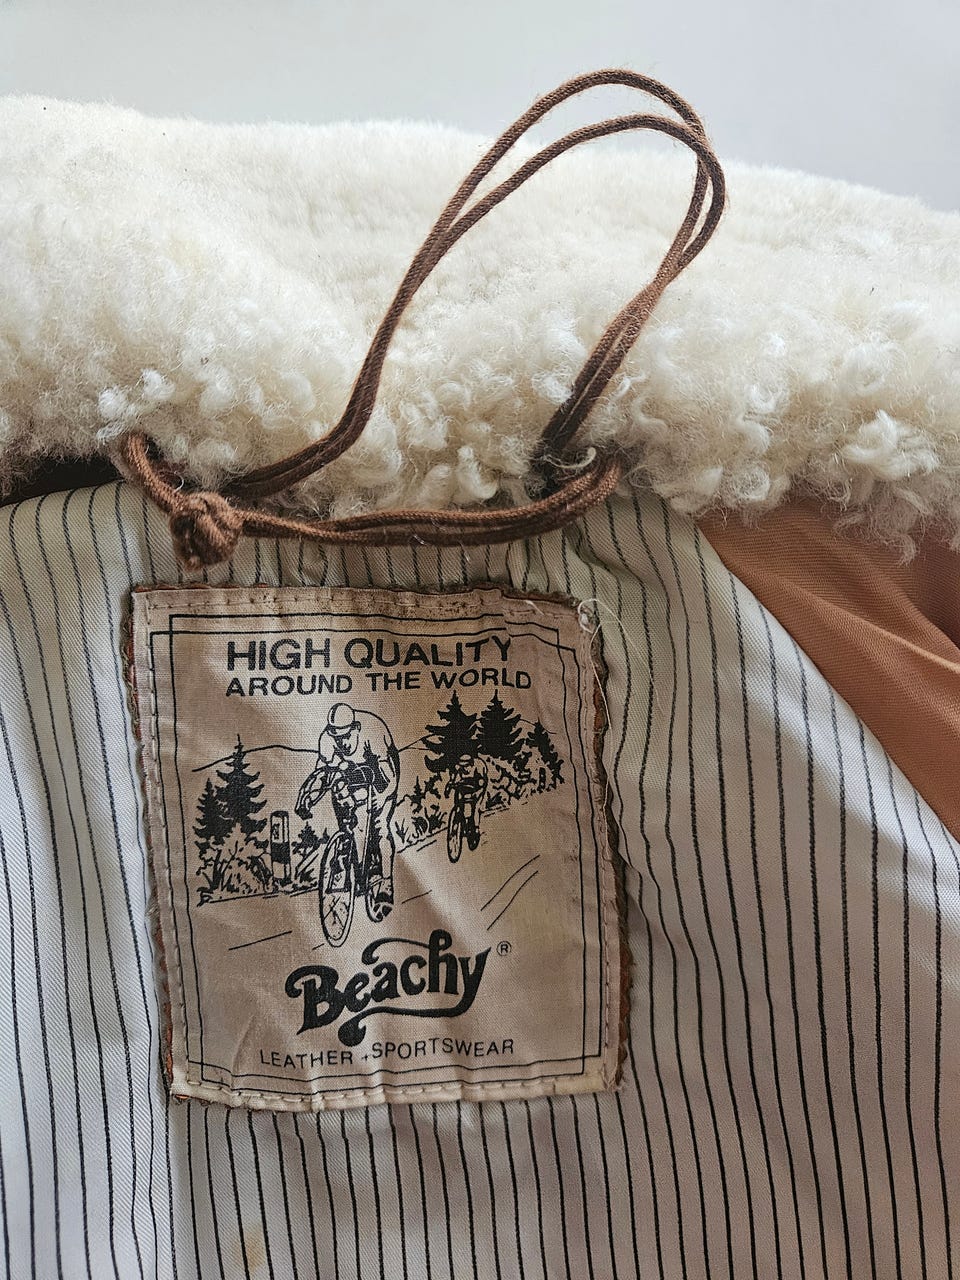 HIGH QUALITY
AROUND THE WORLD
Beachy®
LEATHER + SPORTSWEAR